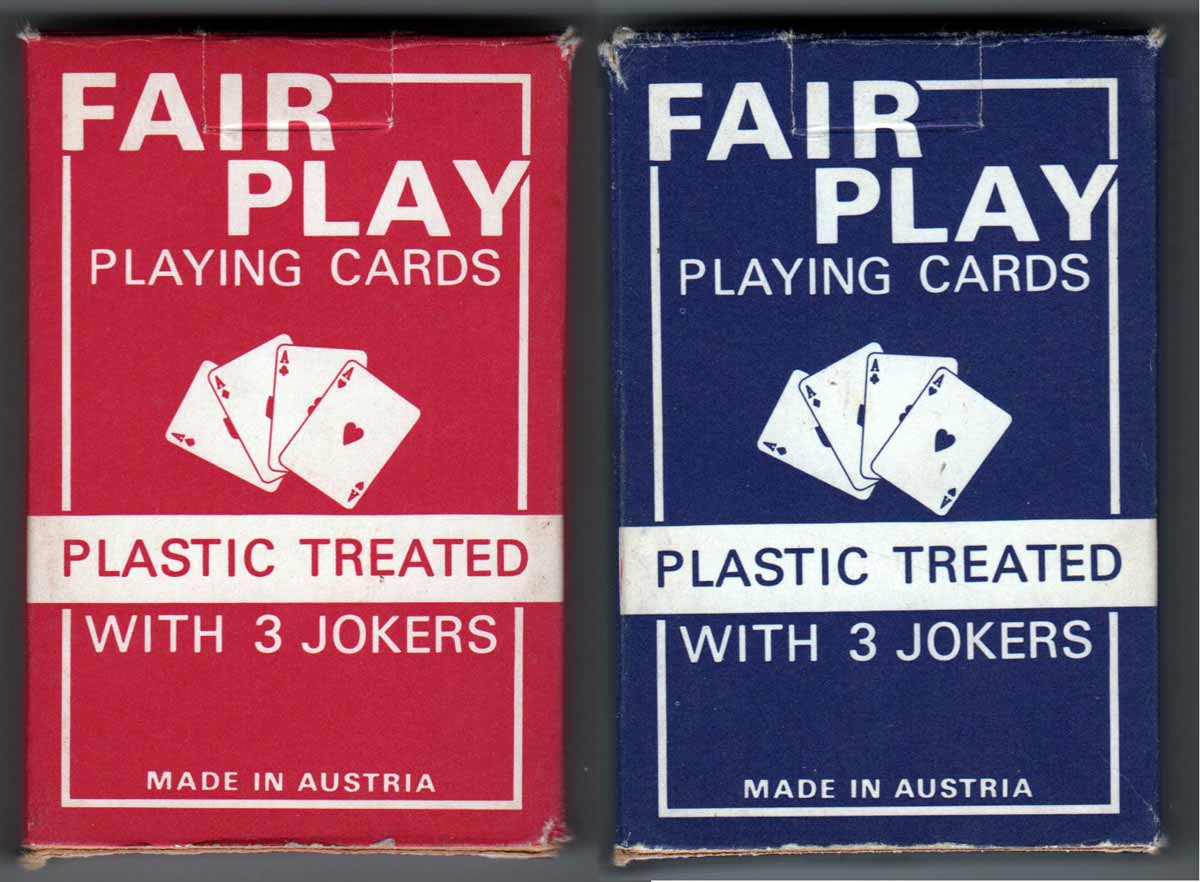 FAIR
PLAY
PLAYING CARDS
A
A
A
A
A
PLASTIC TREATED
WITH 3 JOKERS
MADE IN AUSTRIA
FAIR
PLAY
PLAYING CARDS
A
A
A
A
A
PLASTIC TREATED
WITH 3 JOKERS
MADE IN AUSTRIA